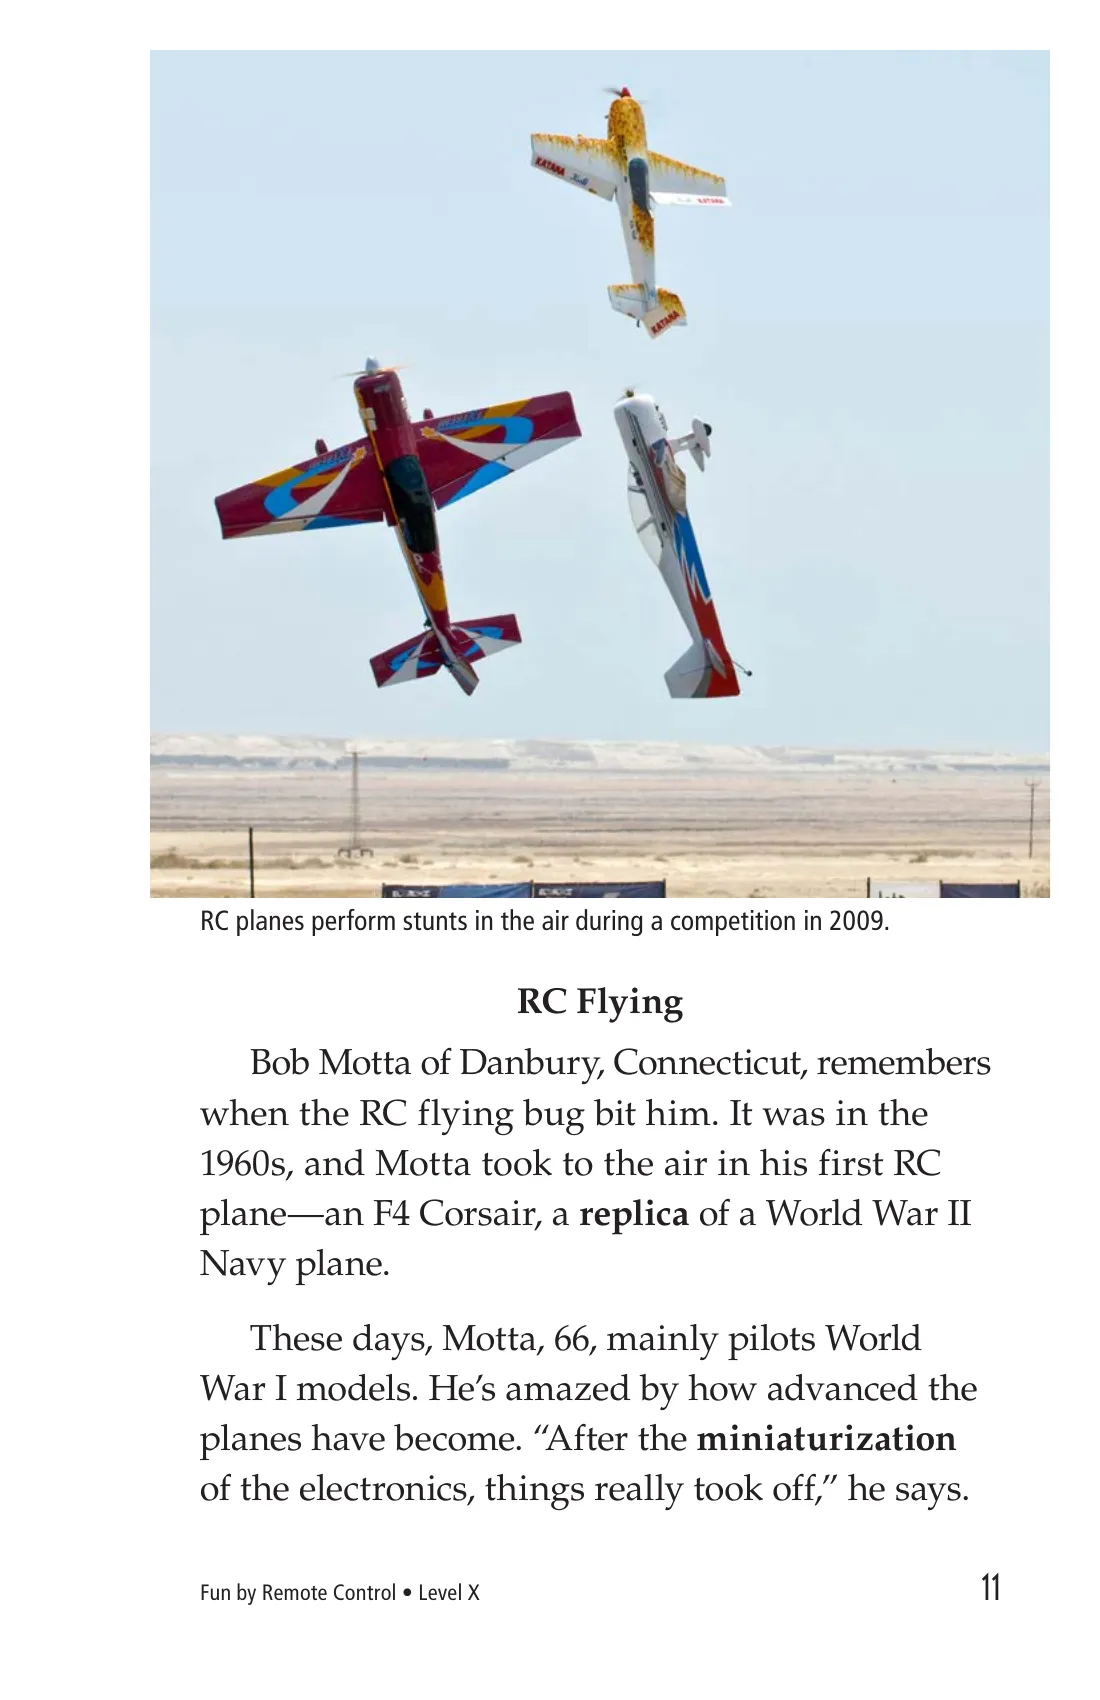 KATANA
KATANA
KATANA
RC planes perform stunts in the air during a competition in 2009.
RC Flying
Bob Motta of Danbury, Connecticut, remembers
when the RC flying bug bit him. It was in the
1960s, and Motta took to the air in his first RC
plane—an F4 Corsair, a replica of a World War II
Navy plane.
These days, Motta, 66, mainly pilots World
War I models. He’s amazed by how advanced the
planes have become. “After the miniaturization
of the electronics, things really took off,” he says.
Fun by Remote Control • Level X
11